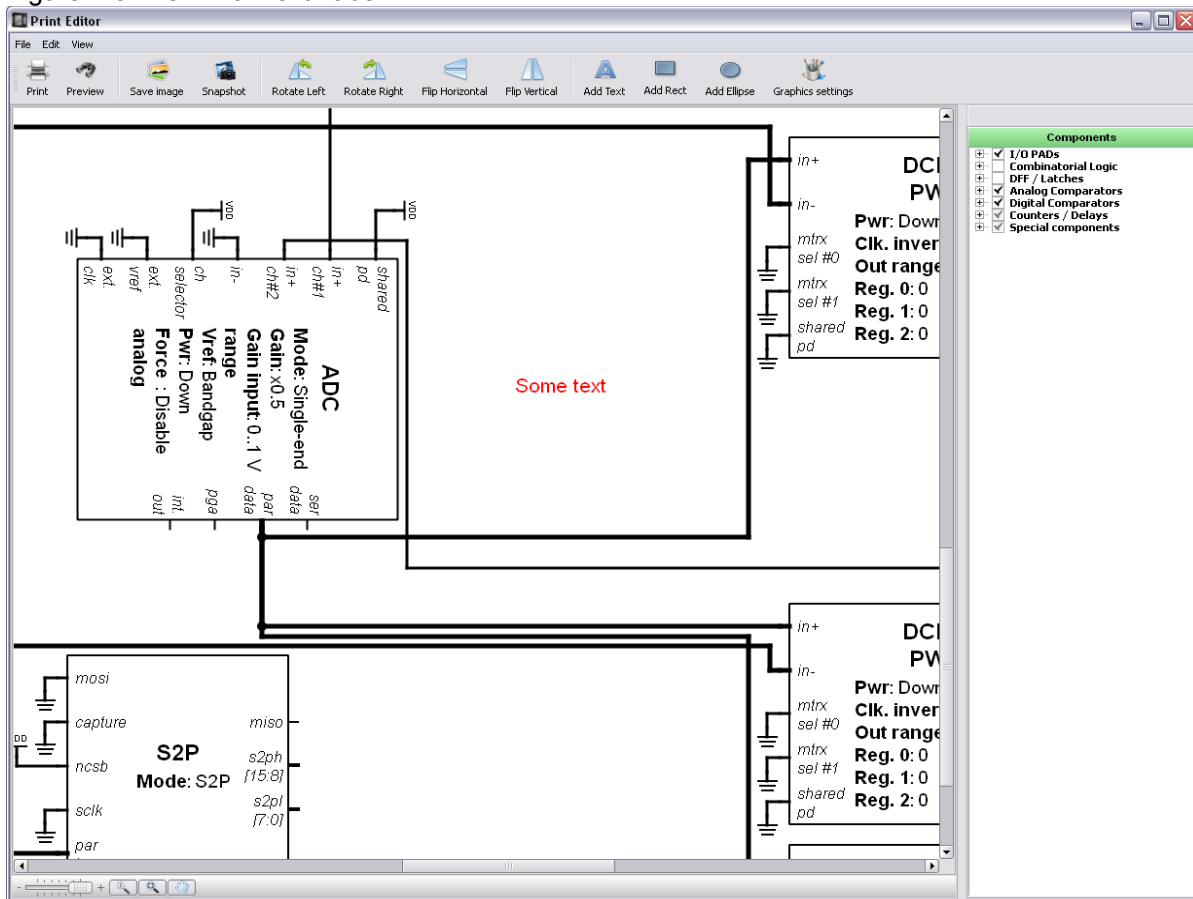 Print Editor
File Edit View
Print Preview Save image Snapshot Rotate Left Rotate Right Flip Horizontal Flip Vertical Add Text Add Rect Add Ellipse Graphics settings
Components
I/O PADs
Combinatorial Logic
DFF / Latches
Analog Comparators
Digital Comparators
Counters / Delays
Special components
VDD
VDD
ext. clk
ext. vref
ch selector
in-
in+ ch#2
in+ ch#1
shared pd
ADC
Mode: Single-end
Gain: x0.5
Gain input: 0..1 V
range
Vref: Bandgap
Pwr: Down
Force : Disable
analog
int. out
pga
par data
ser data
Some text
in+
in-
mtrx
sel #0
mtrx
sel #1
shared
pd
Pwr: Down
Clk. inver
Out range
Reg. 0: 0
Reg. 1: 0
Reg. 2: 0
in+
in-
mtrx
sel #0
mtrx
sel #1
shared
pd
Pwr: Down
Clk. inver
Out range
Reg. 0: 0
Reg. 1: 0
Reg. 2: 0
mosi
capture
ncsb
sclk
par
S2P
Mode: S2P
miso
s2ph
[15:8]
s2pl
[7:0]